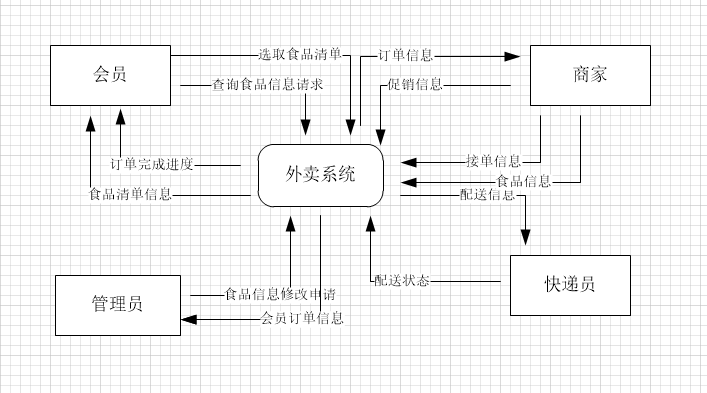 选取食品清单
订单信息
会员
商家
查询食品信息请求
促销信息
订单完成进度
接单信息
外卖系统
食品信息
食品清单信息
配送信息
配送状态
快递员
食品信息修改申请
管理员
会员订单信息